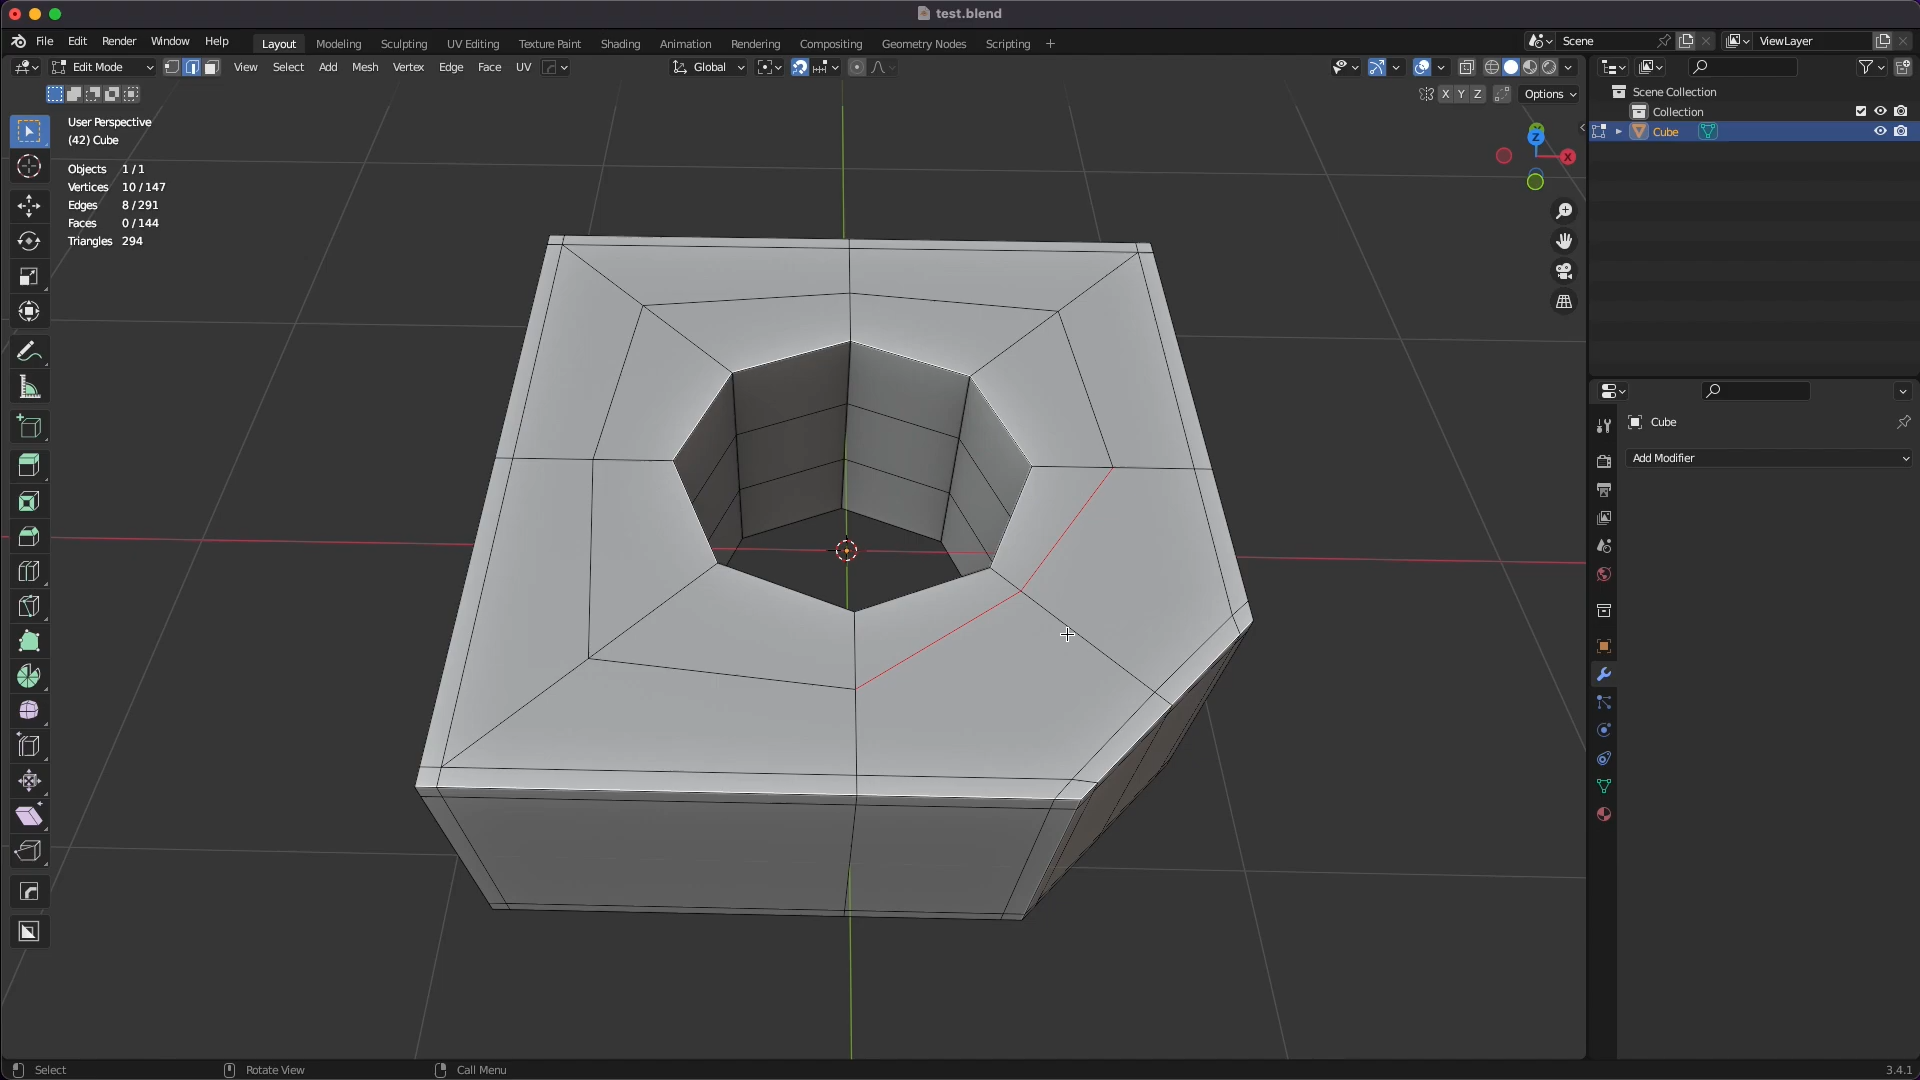 test.blend
File Edit Render Window Help Layout Modeling Sculpting UV Editing Texture Paint Shading Animation Rendering Compositing Geometry Nodes Scripting + Scene ViewLayer
Edit Mode View Select Add Mesh Vertex Edge Face UV Global
X Y Z Options
User Perspective
(42) Cube
Objects 1/1
Vertices 10/147
Edges 8/291
Faces 0/144
Triangles 294
Z
X
Scene Collection
Collection
Cube
Cube
Add Modifier
Select Rotate View Call Menu 3.4.1